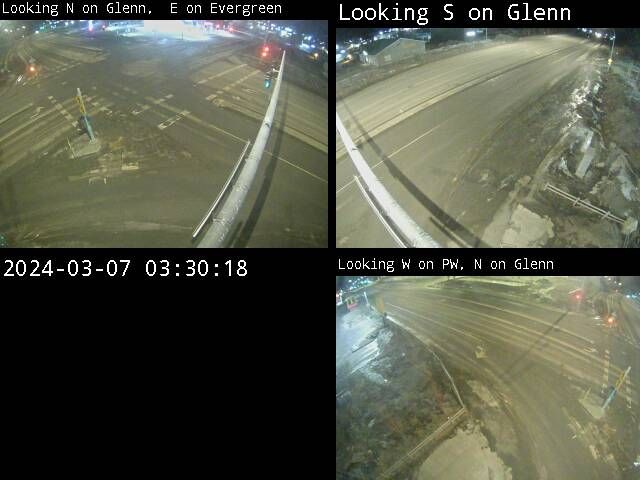 Looking N on Glenn,  E on Evergreen
Looking S on Glenn
2024-03-07 03:30:18
Looking W on PW, N on Glenn